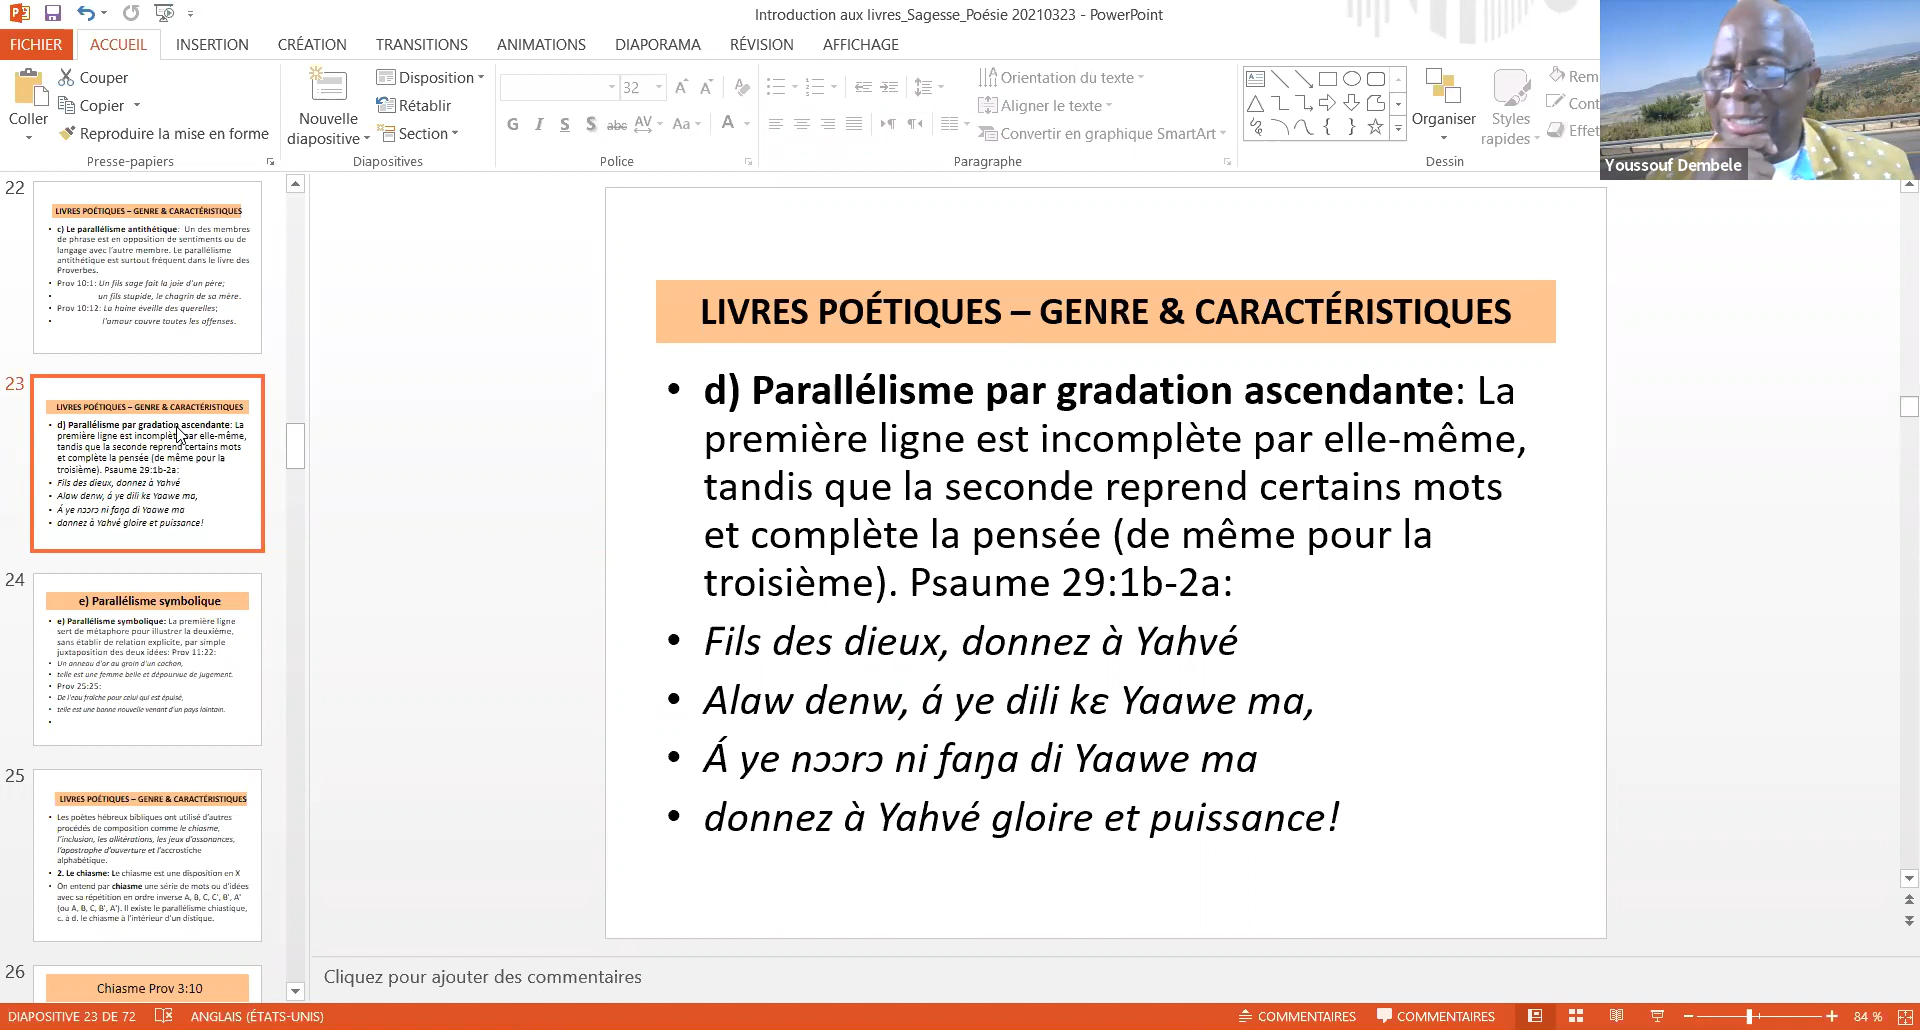 Introduction aux livres_Sagesse_Poésie 20210323 - PowerPoint
FICHIER ACCUEIL INSERTION CRÉATION TRANSITIONS ANIMATIONS DIAPORAMA RÉVISION AFFICHAGE
Coller
Couper
Copier
Reproduire la mise en forme
Presse-papiers
Nouvelle
diapositive
Disposition
Rétablir
Section
Diapositives
32
G I S S abc AV Aa A
Police
Orientation du texte
Aligner le texte
Convertir en graphique SmartArt
Paragraphe
Organiser
Styles
rapides
Rem
Cont
Effet
Dessin
Youssouf Dembele
22
LIVRES POÉTIQUES – GENRE & CARACTÉRISTIQUES
• c) Le parallélisme antithétique: Un des membres
de phrase est en opposition de sentiments ou de
langage avec l'autre membre. Le parallélisme
antithétique est surtout fréquent dans le livre des
Proverbes.
• Prov 10:1: Un fils sage fait la joie d'un père;
• un fils stupide, le chagrin de sa mère.
• Prov 10:12: La haine éveille des querelles;
• l'amour couvre toutes les offenses.
23
LIVRES POÉTIQUES – GENRE & CARACTÉRISTIQUES
• d) Parallélisme par gradation ascendante: La
première ligne est incomplète par elle-même,
tandis que la seconde reprend certains mots
et complète la pensée (de même pour la
troisième). Psaume 29:1b-2a:
• Fils des dieux, donnez à Yahvé
• Alaw denw, á ye dili kɛ Yaawe ma,
• Á ye nɔɔrɔ ni faŋa di Yaawe ma
• donnez à Yahvé gloire et puissance!
24
e) Parallélisme symbolique
• e) Parallélisme symbolique: La première ligne
sert de métaphore pour illustrer la deuxième,
sans établir de relation explicite, par simple
juxtaposition des deux idées: Prov 11:22:
• Un anneau d'or au groin d'un cochon,
• telle est une femme belle et dépourvue de jugement.
• Prov 25:25:
• De l'eau fraîche pour celui qui est épuisé,
• telle est une bonne nouvelle venant d'un pays lointain.
25
LIVRES POÉTIQUES – GENRE & CARACTÉRISTIQUES
• Les poètes hébreux bibliques ont utilisé d'autres
procédés de composition comme le chiasme,
l'inclusion, les allitérations, les jeux d'assonances,
l'apostrophe d'ouverture et l'acrostiche
alphabétique.
• 2. Le chiasme: Le chiasme est une disposition en X
• On entend par chiasme une série de mots ou d'idées
avec sa répétition en ordre inverse A, B, C, C', B', A'
(ou A, B, C, B', A'). Il existe le parallélisme chiastique,
c. à d. le chiasme à l'intérieur d'un distique.
26
Chiasme Prov 3:10
LIVRES POÉTIQUES – GENRE & CARACTÉRISTIQUES
• d) Parallélisme par gradation ascendante: La
première ligne est incomplète par elle-même,
tandis que la seconde reprend certains mots
et complète la pensée (de même pour la
troisième). Psaume 29:1b-2a:
• Fils des dieux, donnez à Yahvé
• Alaw denw, á ye dili kɛ Yaawe ma,
• Á ye nɔɔrɔ ni faŋa di Yaawe ma
• donnez à Yahvé gloire et puissance!
Cliquez pour ajouter des commentaires
DIAPOSITIVE 23 DE 72 ANGLAIS (ÉTATS-UNIS) COMMENTAIRES COMMENTAIRES 84 %